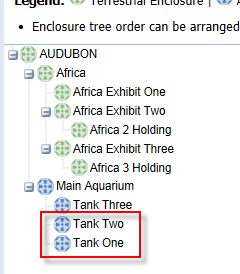 Legend: Terrestrial Enclosure |
• Enclosure tree order can be arranged
AUDUBON
Africa
Africa Exhibit One
Africa Exhibit Two
Africa 2 Holding
Africa Exhibit Three
Africa 3 Holding
Main Aquarium
Tank Three
Tank Two
Tank One